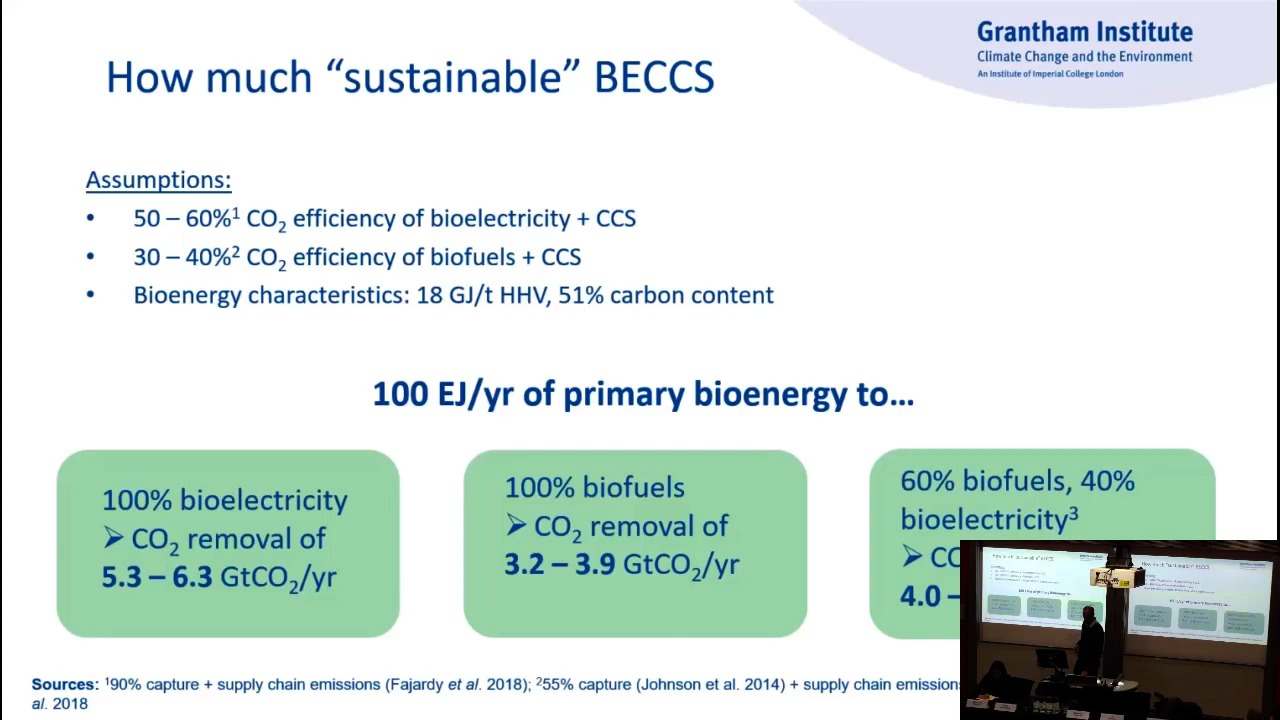 Grantham Institute
Climate Change and the Environment
An Institute of Imperial College London
How much “sustainable” BECCS
Assumptions:
• 50 – 60%¹ CO₂ efficiency of bioelectricity + CCS
• 30 – 40%² CO₂ efficiency of biofuels + CCS
• Bioenergy characteristics: 18 GJ/t HHV, 51% carbon content
100 EJ/yr of primary bioenergy to…
100% bioelectricity
➢ CO₂ removal of
5.3 – 6.3 GtCO₂/yr
100% biofuels
➢ CO₂ removal of
3.2 – 3.9 GtCO₂/yr
60% biofuels, 40%
bioelectricity³
➢
4.0 –
Sources: ¹90% capture + supply chain emissions (Fajardy et al. 2018); ²55% capture (Johnson et al. 2014) + supply chain emissions
al. 2018
How much "sustainable" BECCS